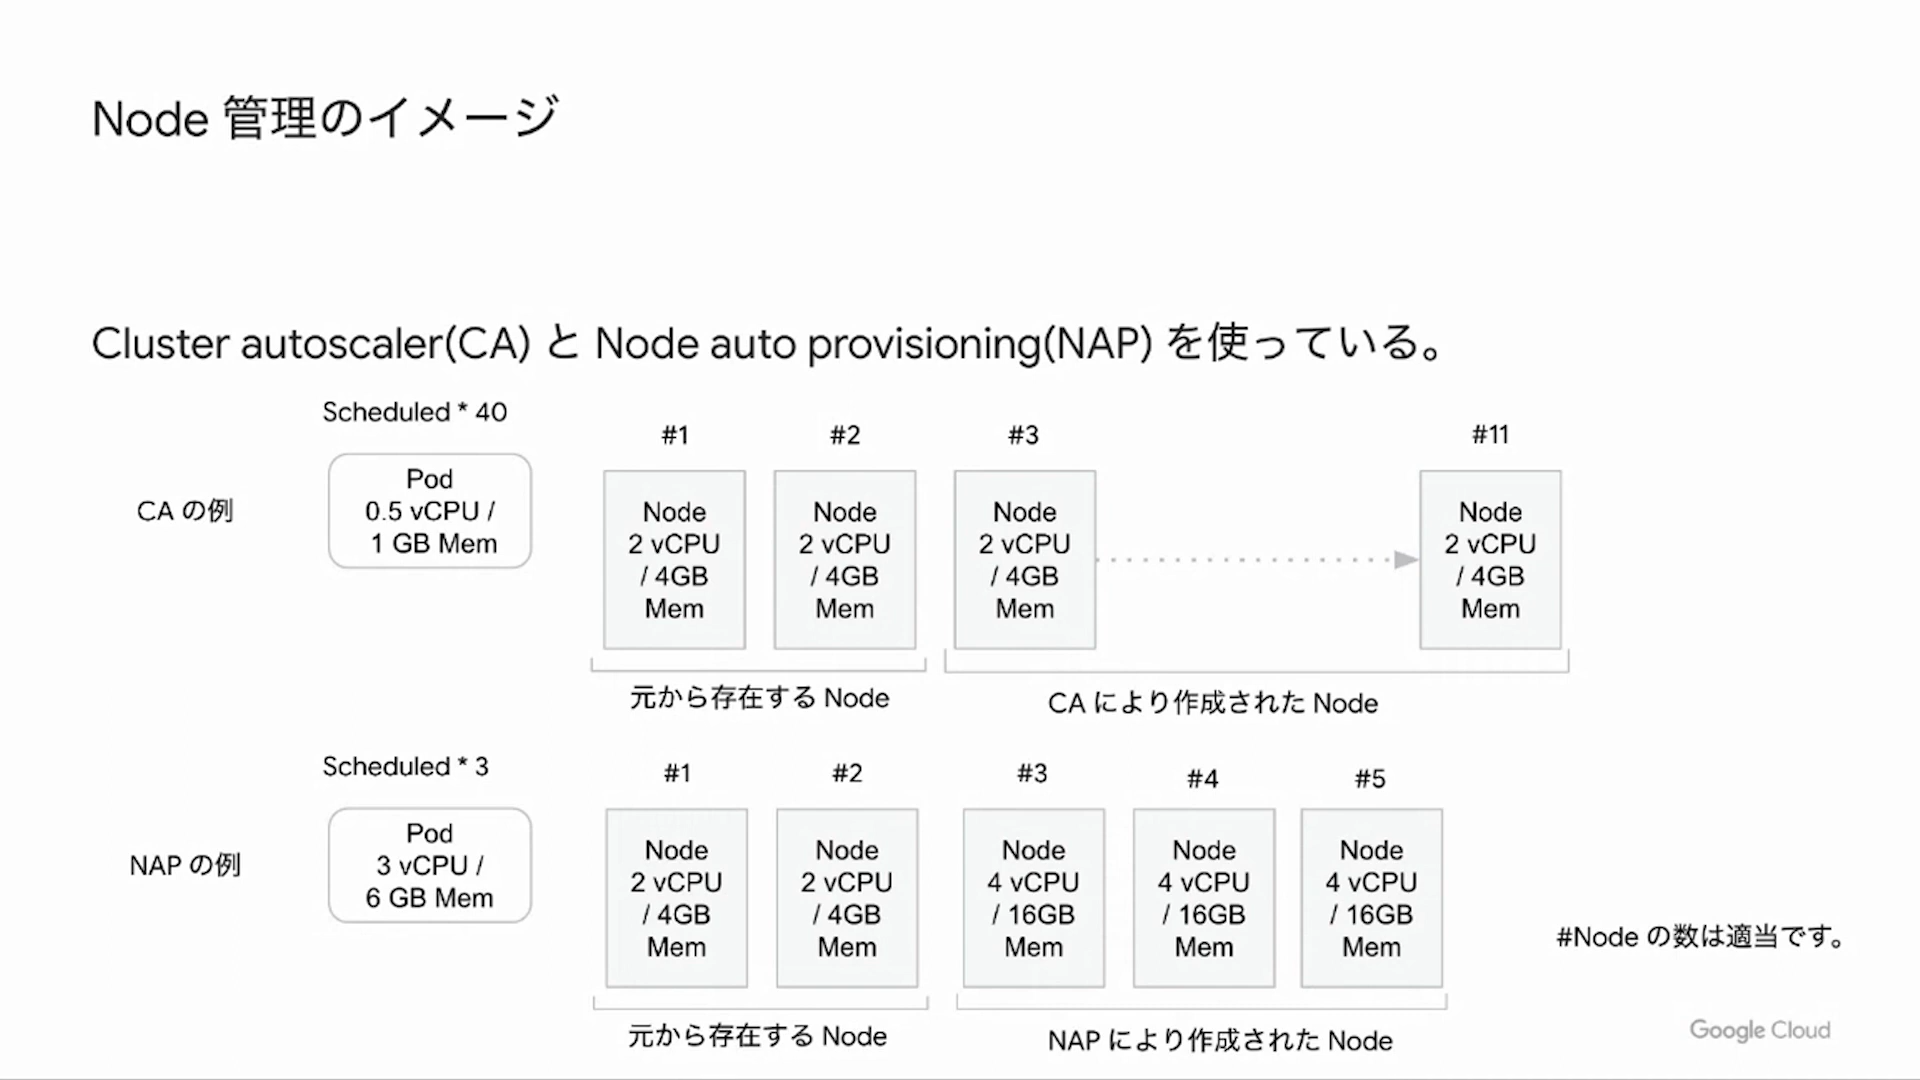 Node 管理のイメージ
Cluster autoscaler(CA) と Node auto provisioning(NAP) を使っている。
Scheduled * 40
CA の例
Pod
0.5 vCPU /
1 GB Mem
#1
Node
2 vCPU
/ 4GB
Mem
#2
Node
2 vCPU
/ 4GB
Mem
#3
Node
2 vCPU
/ 4GB
Mem
#11
Node
2 vCPU
/ 4GB
Mem
元から存在する Node
CA により作成された Node
Scheduled * 3
NAP の例
Pod
3 vCPU /
6 GB Mem
#1
Node
2 vCPU
/ 4GB
Mem
#2
Node
2 vCPU
/ 4GB
Mem
#3
Node
4 vCPU
/ 16GB
Mem
#4
Node
4 vCPU
/ 16GB
Mem
#5
Node
4 vCPU
/ 16GB
Mem
#Node の数は適当です。
元から存在する Node
NAP により作成された Node
Google Cloud